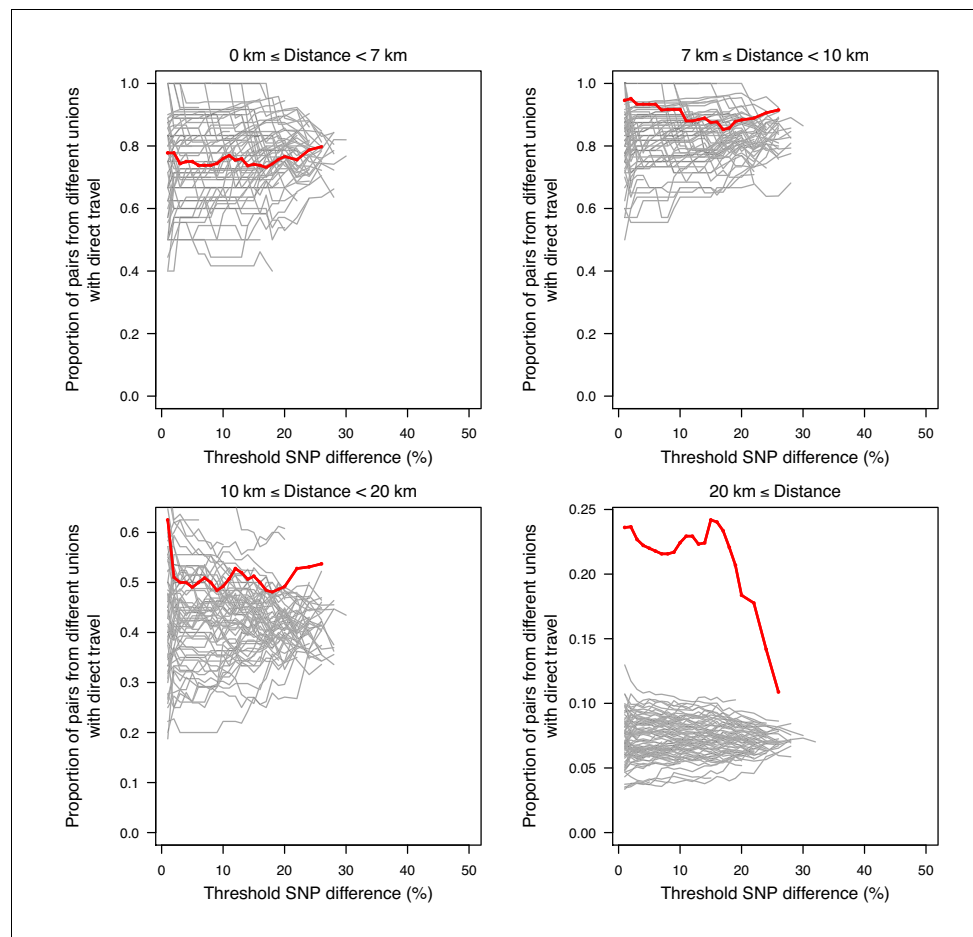 0 km ≤ Distance < 7 km
Proportion of pairs from different unions
with direct travel
1.0
0.8
0.6
0.4
0.2
0.0
0 10 20 30 40 50
Threshold SNP difference (%)
7 km ≤ Distance < 10 km
Proportion of pairs from different unions
with direct travel
1.0
0.8
0.6
0.4
0.2
0.0
0 10 20 30 40 50
Threshold SNP difference (%)
10 km ≤ Distance < 20 km
Proportion of pairs from different unions
with direct travel
0.6
0.5
0.4
0.3
0.2
0.1
0.0
0 10 20 30 40 50
Threshold SNP difference (%)
20 km ≤ Distance
Proportion of pairs from different unions
with direct travel
0.25
0.20
0.15
0.10
0.05
0.00
0 10 20 30 40 50
Threshold SNP difference (%)